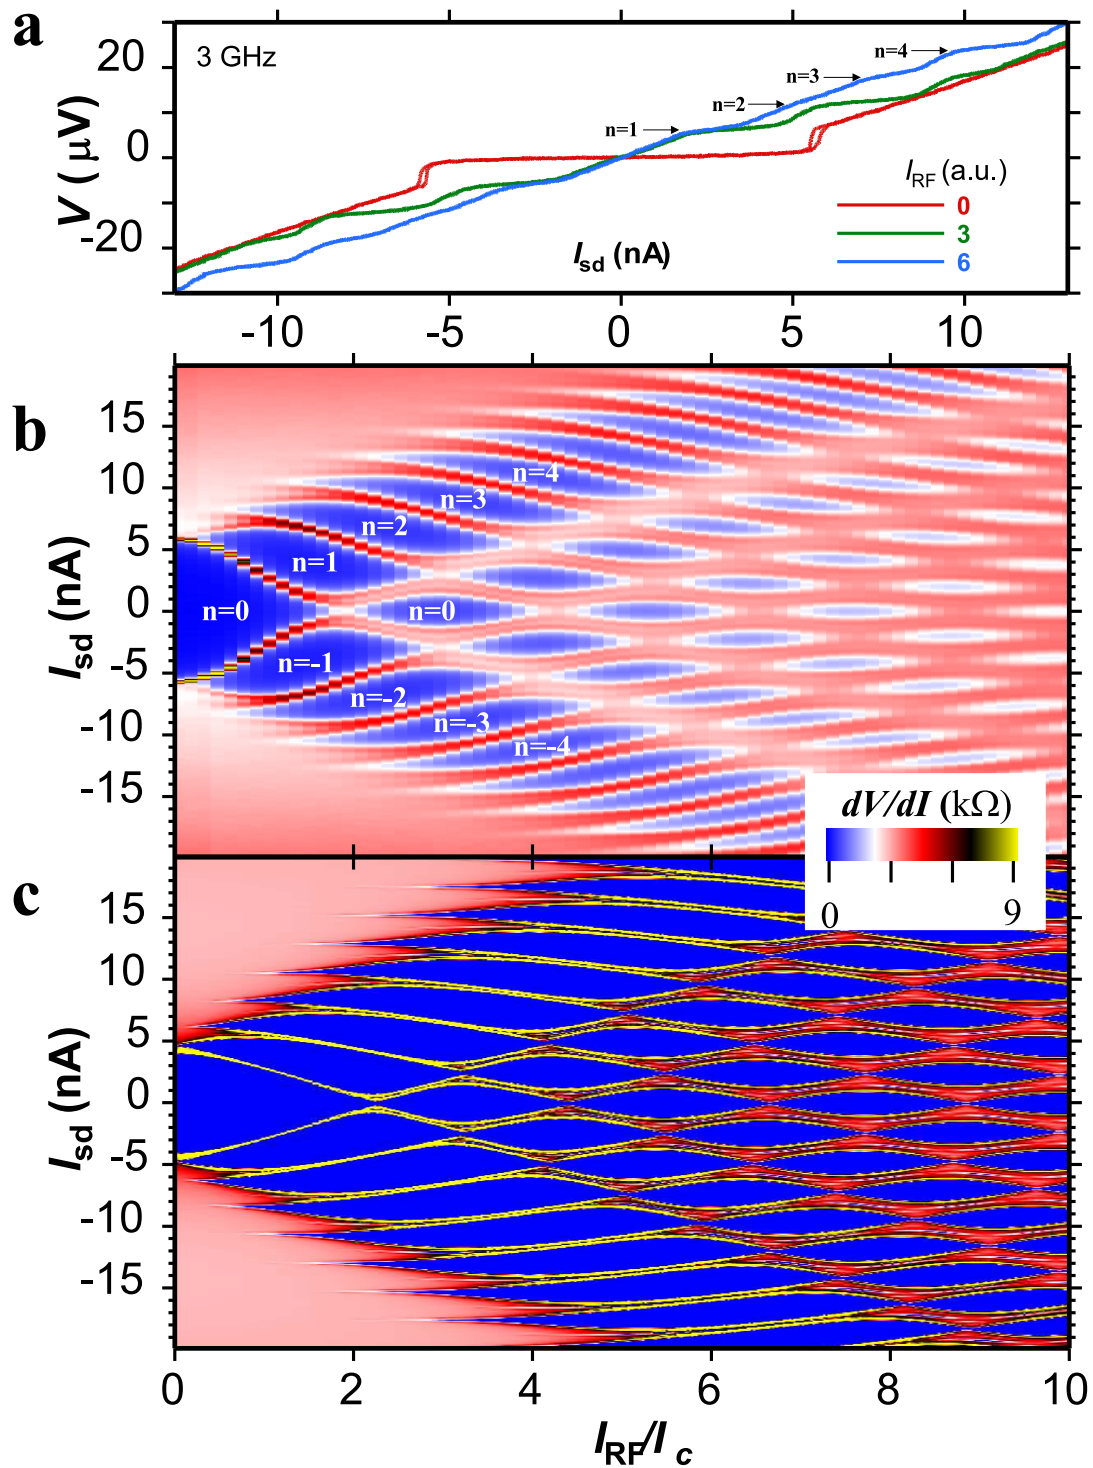 a
3 GHz
V (μV)
20
0
-20
n=1
n=2
n=3
n=4
I_RF (a.u.)
0
3
6
I_sd (nA)
-10 -5 0 5 10
b
I_sd (nA)
15
10
5
0
-5
-10
-15
n=4
n=3
n=2
n=1
n=0 n=0
n=-1
n=-2
n=-3
n=-4
dV/dI (kΩ)
0 9
c
I_sd (nA)
15
10
5
0
-5
-10
-15
0 2 4 6 8 10
I_RF/I_c